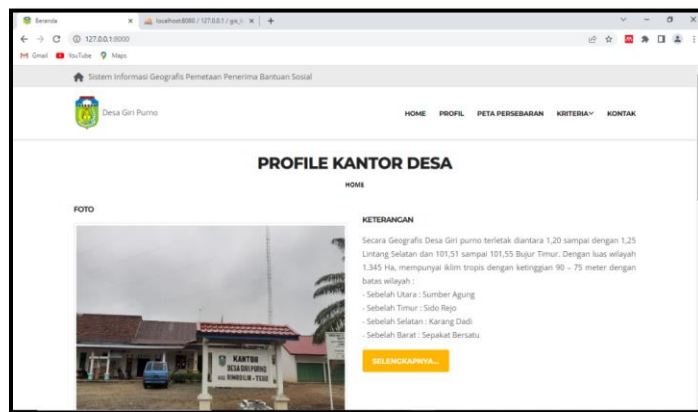 Beranda
localhost:8080 / 127.0.0.1 / gis_
127.0.0.1:8000
Gmail YouTube Maps
Sistem Informasi Geografis Pemetaan Penerima Bantuan Sosial
Desa Giri Purno
HOME PROFIL PETA PERSEBARAN KRITERIA KONTAK
PROFILE KANTOR DESA
HOME
FOTO
KETERANGAN
Secara Geografis Desa Giri purno terletak diantara 1,20 sampai dengan 1,25
Lintang Selatan dan 101,51 sampai 101,55 Bujur Timur. Dengan luas wilayah
1.345 Ha, mempunyai iklim tropis dengan ketinggian 90 – 75 meter dengan
batas wilayah :
- Sebelah Utara : Sumber Agung
- Sebelah Timur : Sido Rejo
- Sebelah Selatan : Karang Dadi
- Sebelah Barat : Sepakat Bersatu
SELENGKAPNYA...
KANTOR
DESA GIRI PURNO
KEC RIMBO ILIR - TEBO